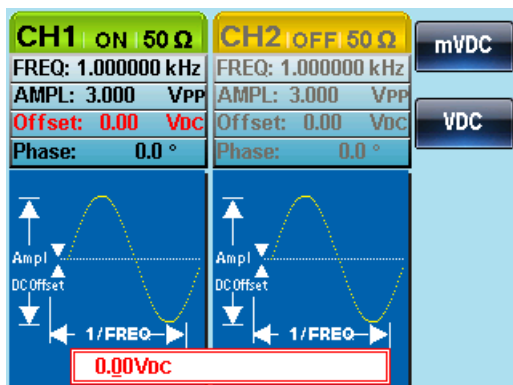 CH1 ON 50 Ω
FREQ: 1.000000 kHz
AMPL: 3.000 VPP
Offset: 0.00 VDC
Phase: 0.0 °
CH2 OFF 50 Ω
FREQ: 1.000000 kHz
AMPL: 3.000 VPP
Offset: 0.00 VDC
Phase: 0.0 °
mVDC
VDC
Ampl
DC Offset
1/FREQ
Ampl
DC Offset
1/FREQ
0.00VDC